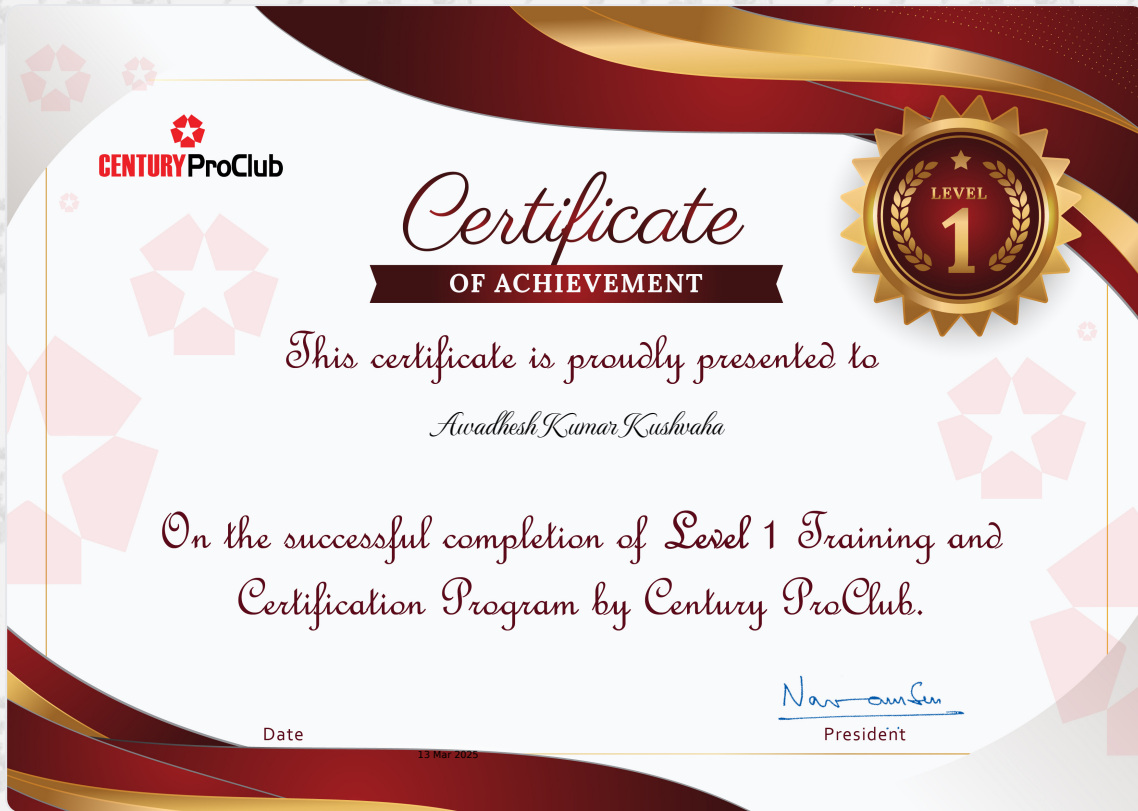 CENTURY ProClub
LEVEL
1
Certificate
OF ACHIEVEMENT
This certificate is proudly presented to
Awadhesh Kumar Kushvaha
On the successful completion of Level 1 Training and
Certification Program by Century ProClub.
Date
President
13 Mar 2025